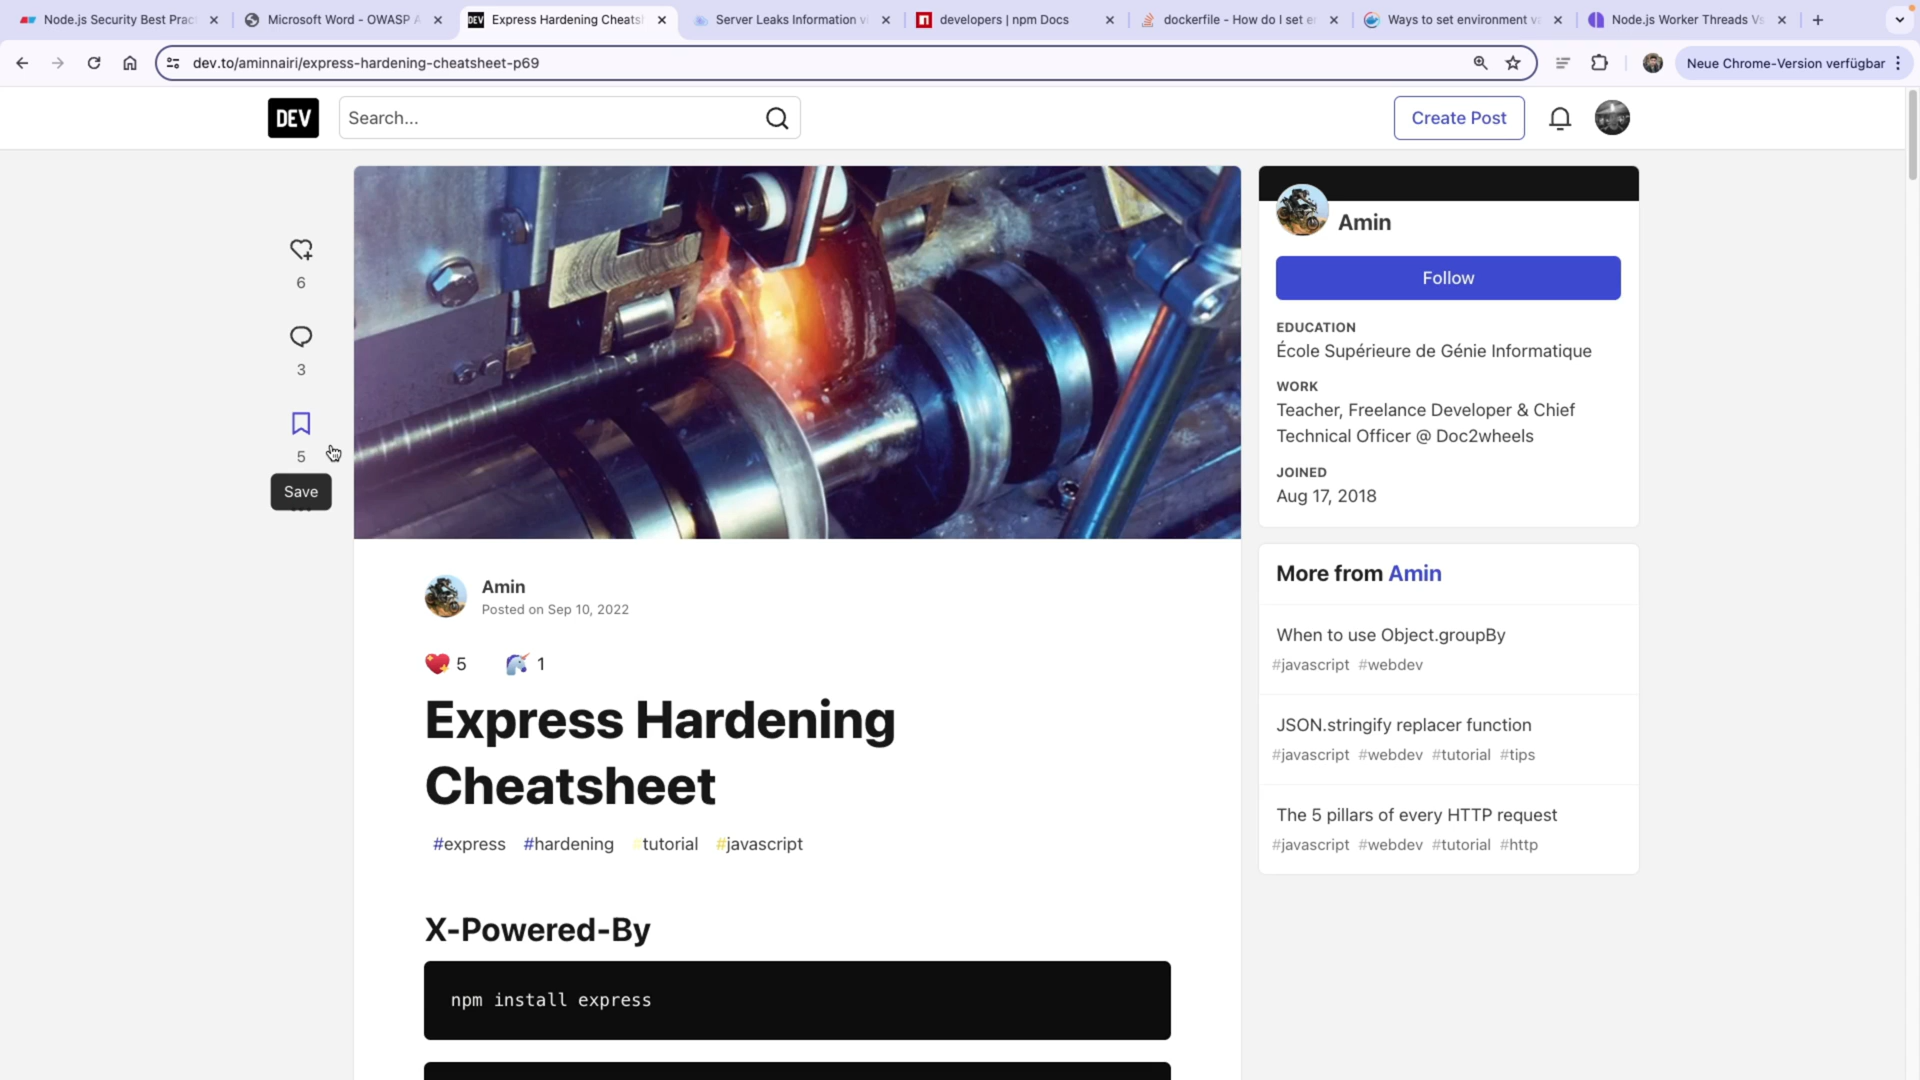 Node.js Security Best Prac
Microsoft Word - OWASP A
DEV
Express Hardening Cheats
Server Leaks Information vi
developers | npm Docs
dockerfile - How do I set e
Ways to set environment va
Node.js Worker Threads Vs
dev.to/aminnairi/express-hardening-cheatsheet-p69
Neue Chrome-Version verfügbar
DEV
Search...
Create Post
6
3
5
Save
Amin
Follow
EDUCATION
École Supérieure de Génie Informatique
WORK
Teacher, Freelance Developer & Chief
Technical Officer @ Doc2wheels
JOINED
Aug 17, 2018
More from Amin
When to use Object.groupBy
#javascript #webdev
JSON.stringify replacer function
#javascript #webdev #tutorial #tips
The 5 pillars of every HTTP request
#javascript #webdev #tutorial #http
Amin
Posted on Sep 10, 2022
5
1
Express Hardening
Cheatsheet
#express #hardening #tutorial #javascript
X-Powered-By
npm install express